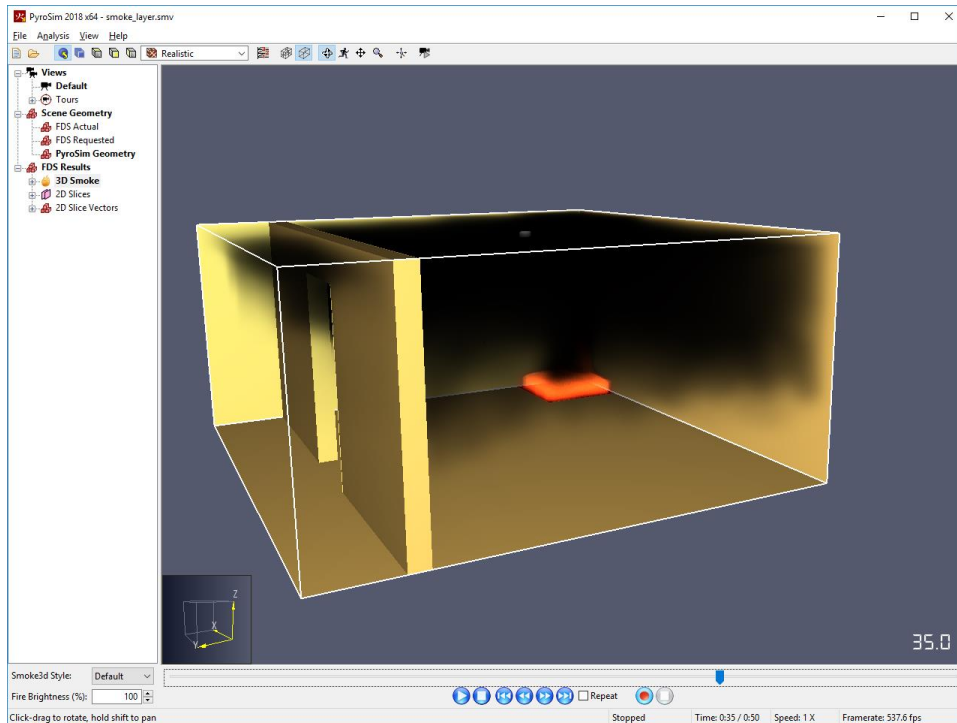 PyroSim 2018 x64 - smoke_layer.smv
File Analysis View Help
Realistic
Views
Default
Tours
Scene Geometry
FDS Actual
FDS Requested
PyroSim Geometry
FDS Results
3D Smoke
2D Slices
2D Slice Vectors
Z
X
Y
35.0
Smoke3d Style: Default
Fire Brightness (%): 100
Repeat
Click-drag to rotate, hold shift to pan Stopped Time: 0:35 / 0:50 Speed: 1 X Framerate: 537.6 fps